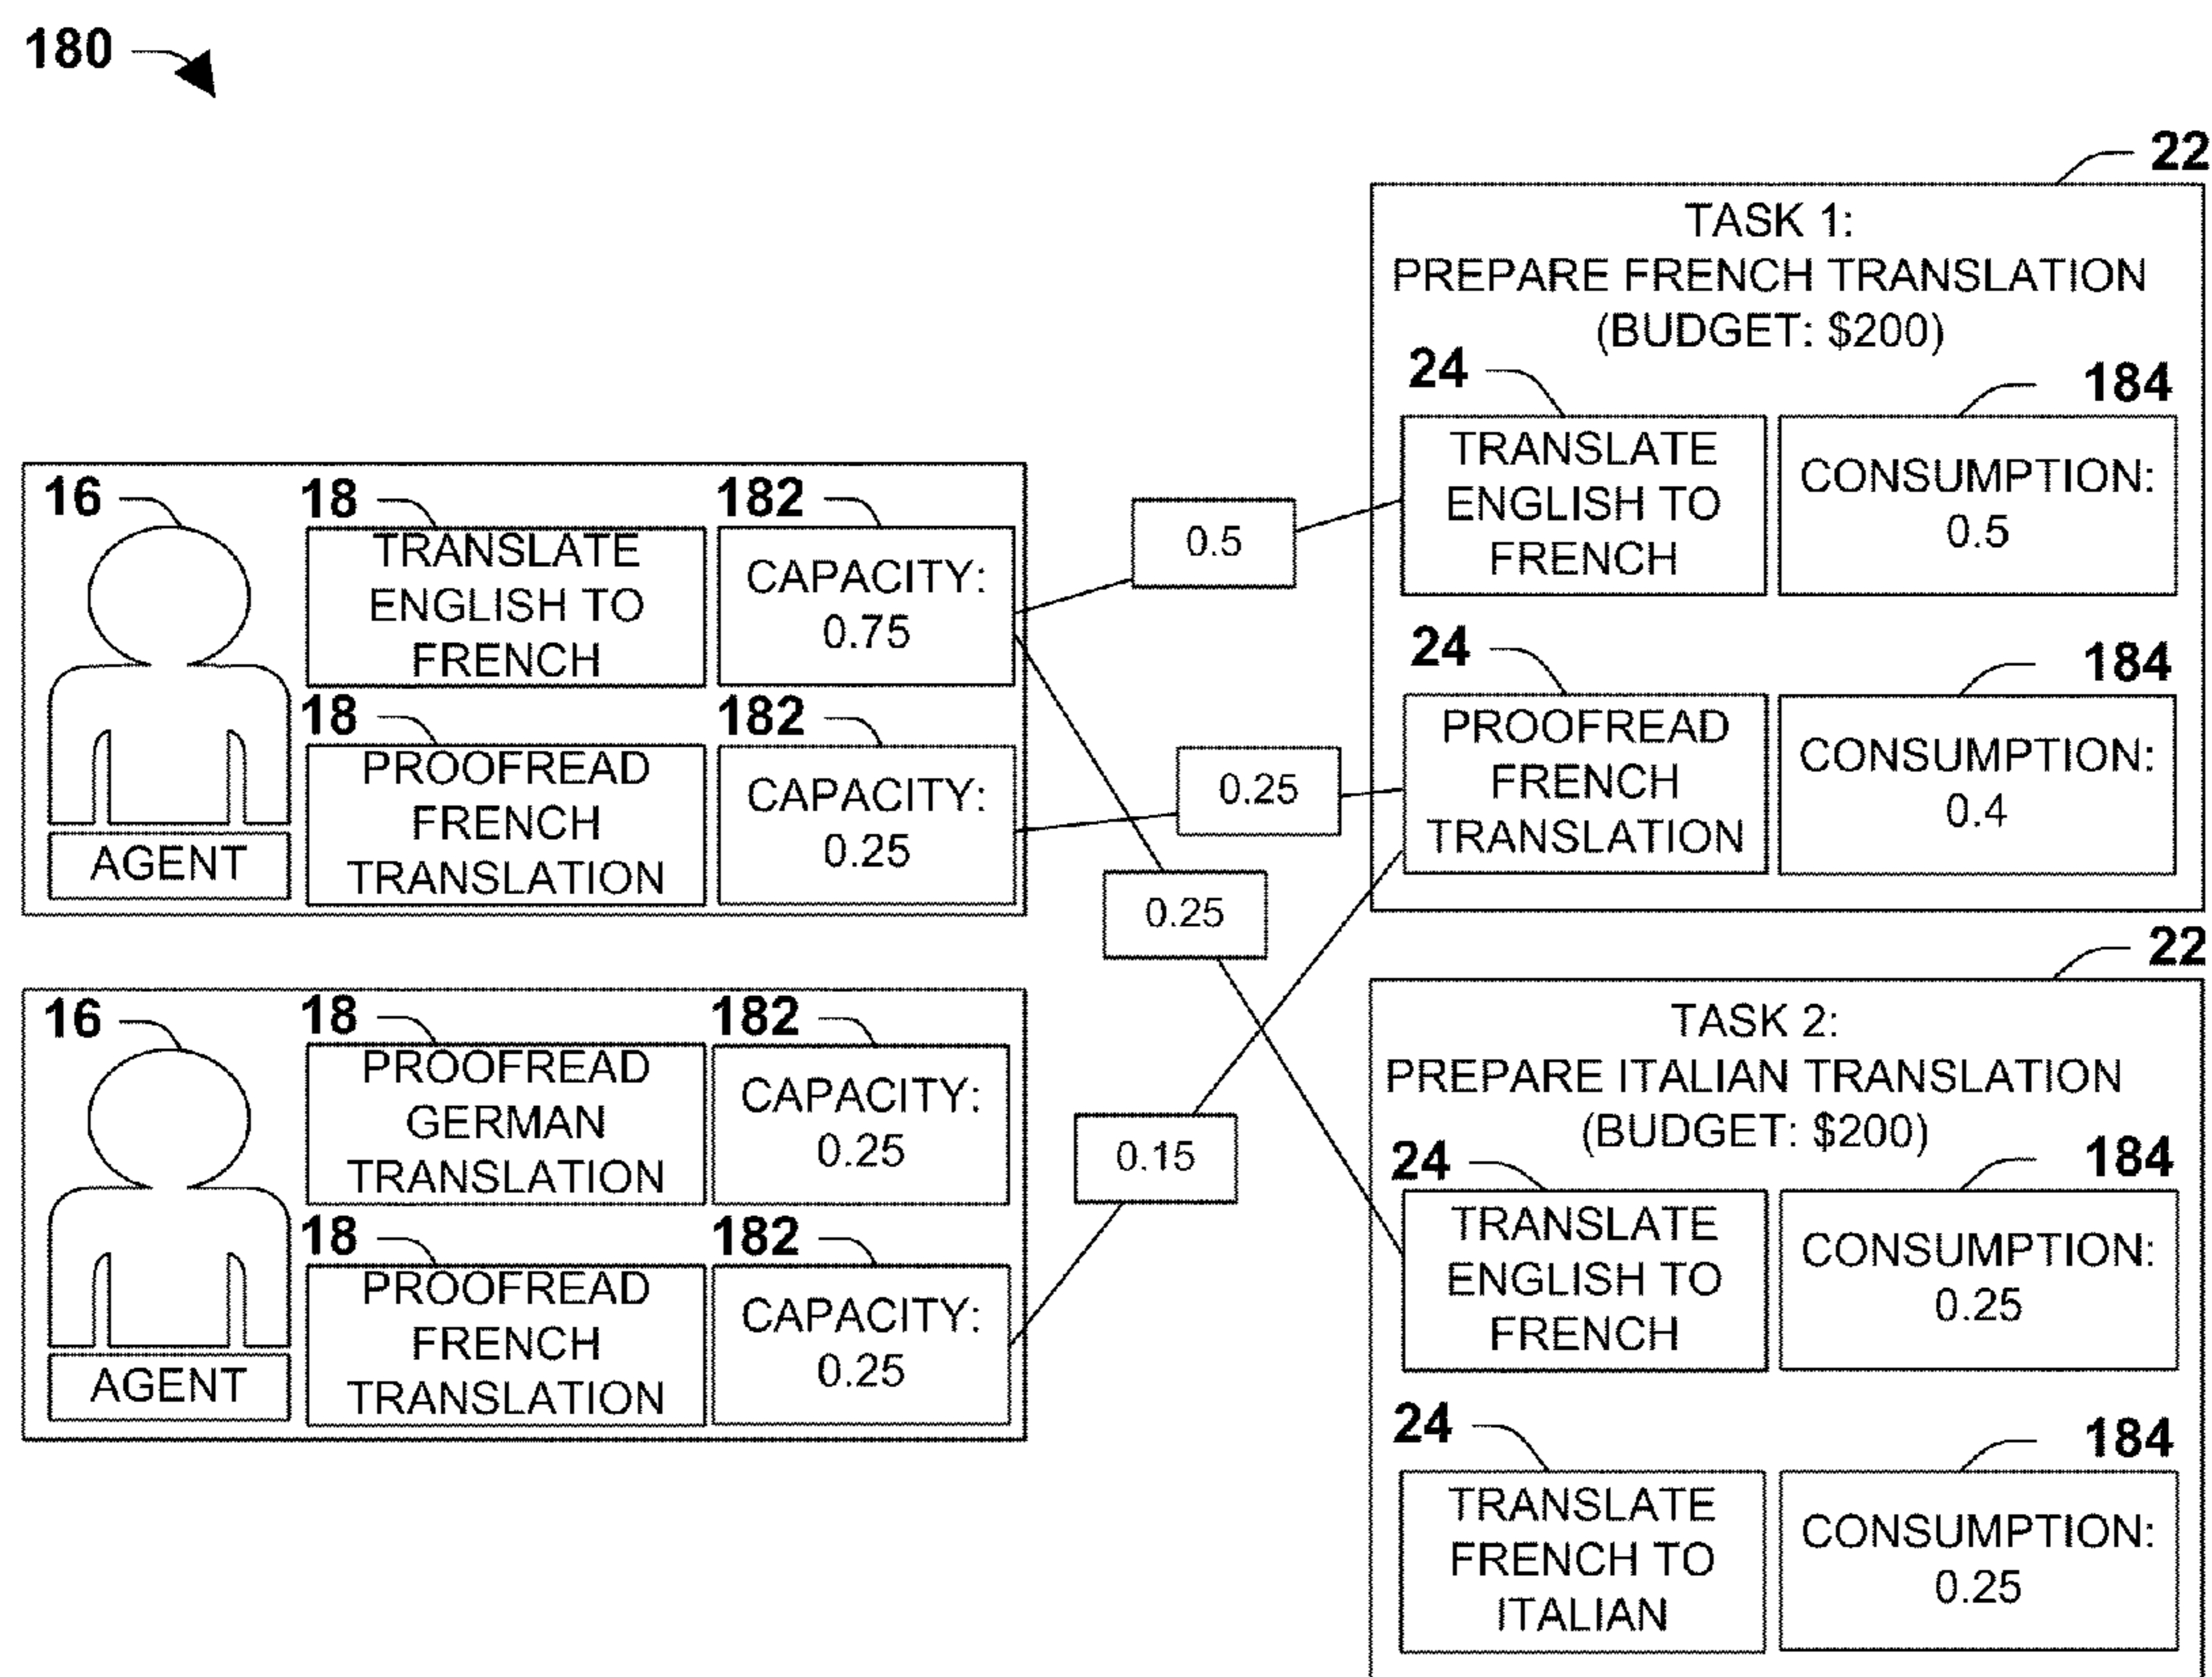 180
22
TASK 1:
PREPARE FRENCH TRANSLATION
(BUDGET: $200)
24
184
TRANSLATE
ENGLISH TO
FRENCH
CONSUMPTION:
0.5
24
184
PROOFREAD
FRENCH
TRANSLATION
CONSUMPTION:
0.4
16
18
182
TRANSLATE
ENGLISH TO
FRENCH
CAPACITY:
0.75
18
182
PROOFREAD
FRENCH
TRANSLATION
CAPACITY:
0.25
AGENT
0.5
0.25
0.25
0.15
16
18
182
PROOFREAD
GERMAN
TRANSLATION
CAPACITY:
0.25
18
182
PROOFREAD
FRENCH
TRANSLATION
CAPACITY:
0.25
AGENT
22
TASK 2:
PREPARE ITALIAN TRANSLATION
(BUDGET: $200)
24
184
TRANSLATE
ENGLISH TO
FRENCH
CONSUMPTION:
0.25
24
184
TRANSLATE
FRENCH TO
ITALIAN
CONSUMPTION:
0.25